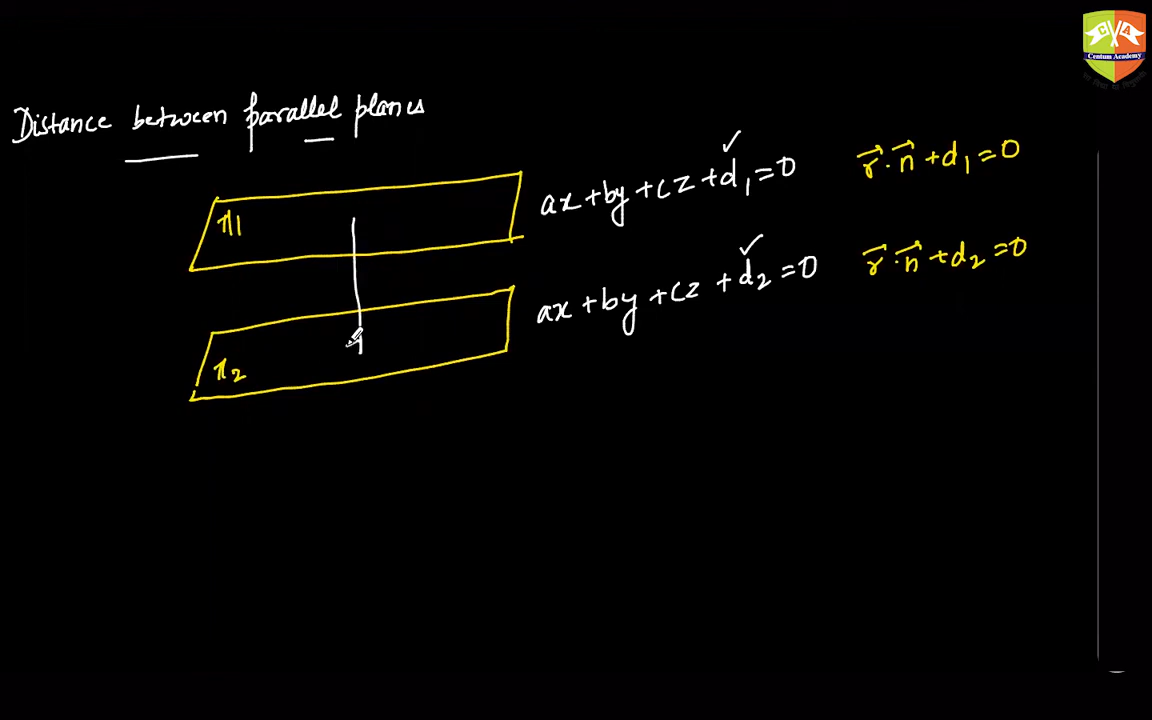 Distance between parallel planes
π1
ax+by+cz+d₁=0
r⃗·n⃗+d₁=0
π2
ax+by+cz+d₂=0
r⃗·n⃗+d₂=0
C A
Centum Academy